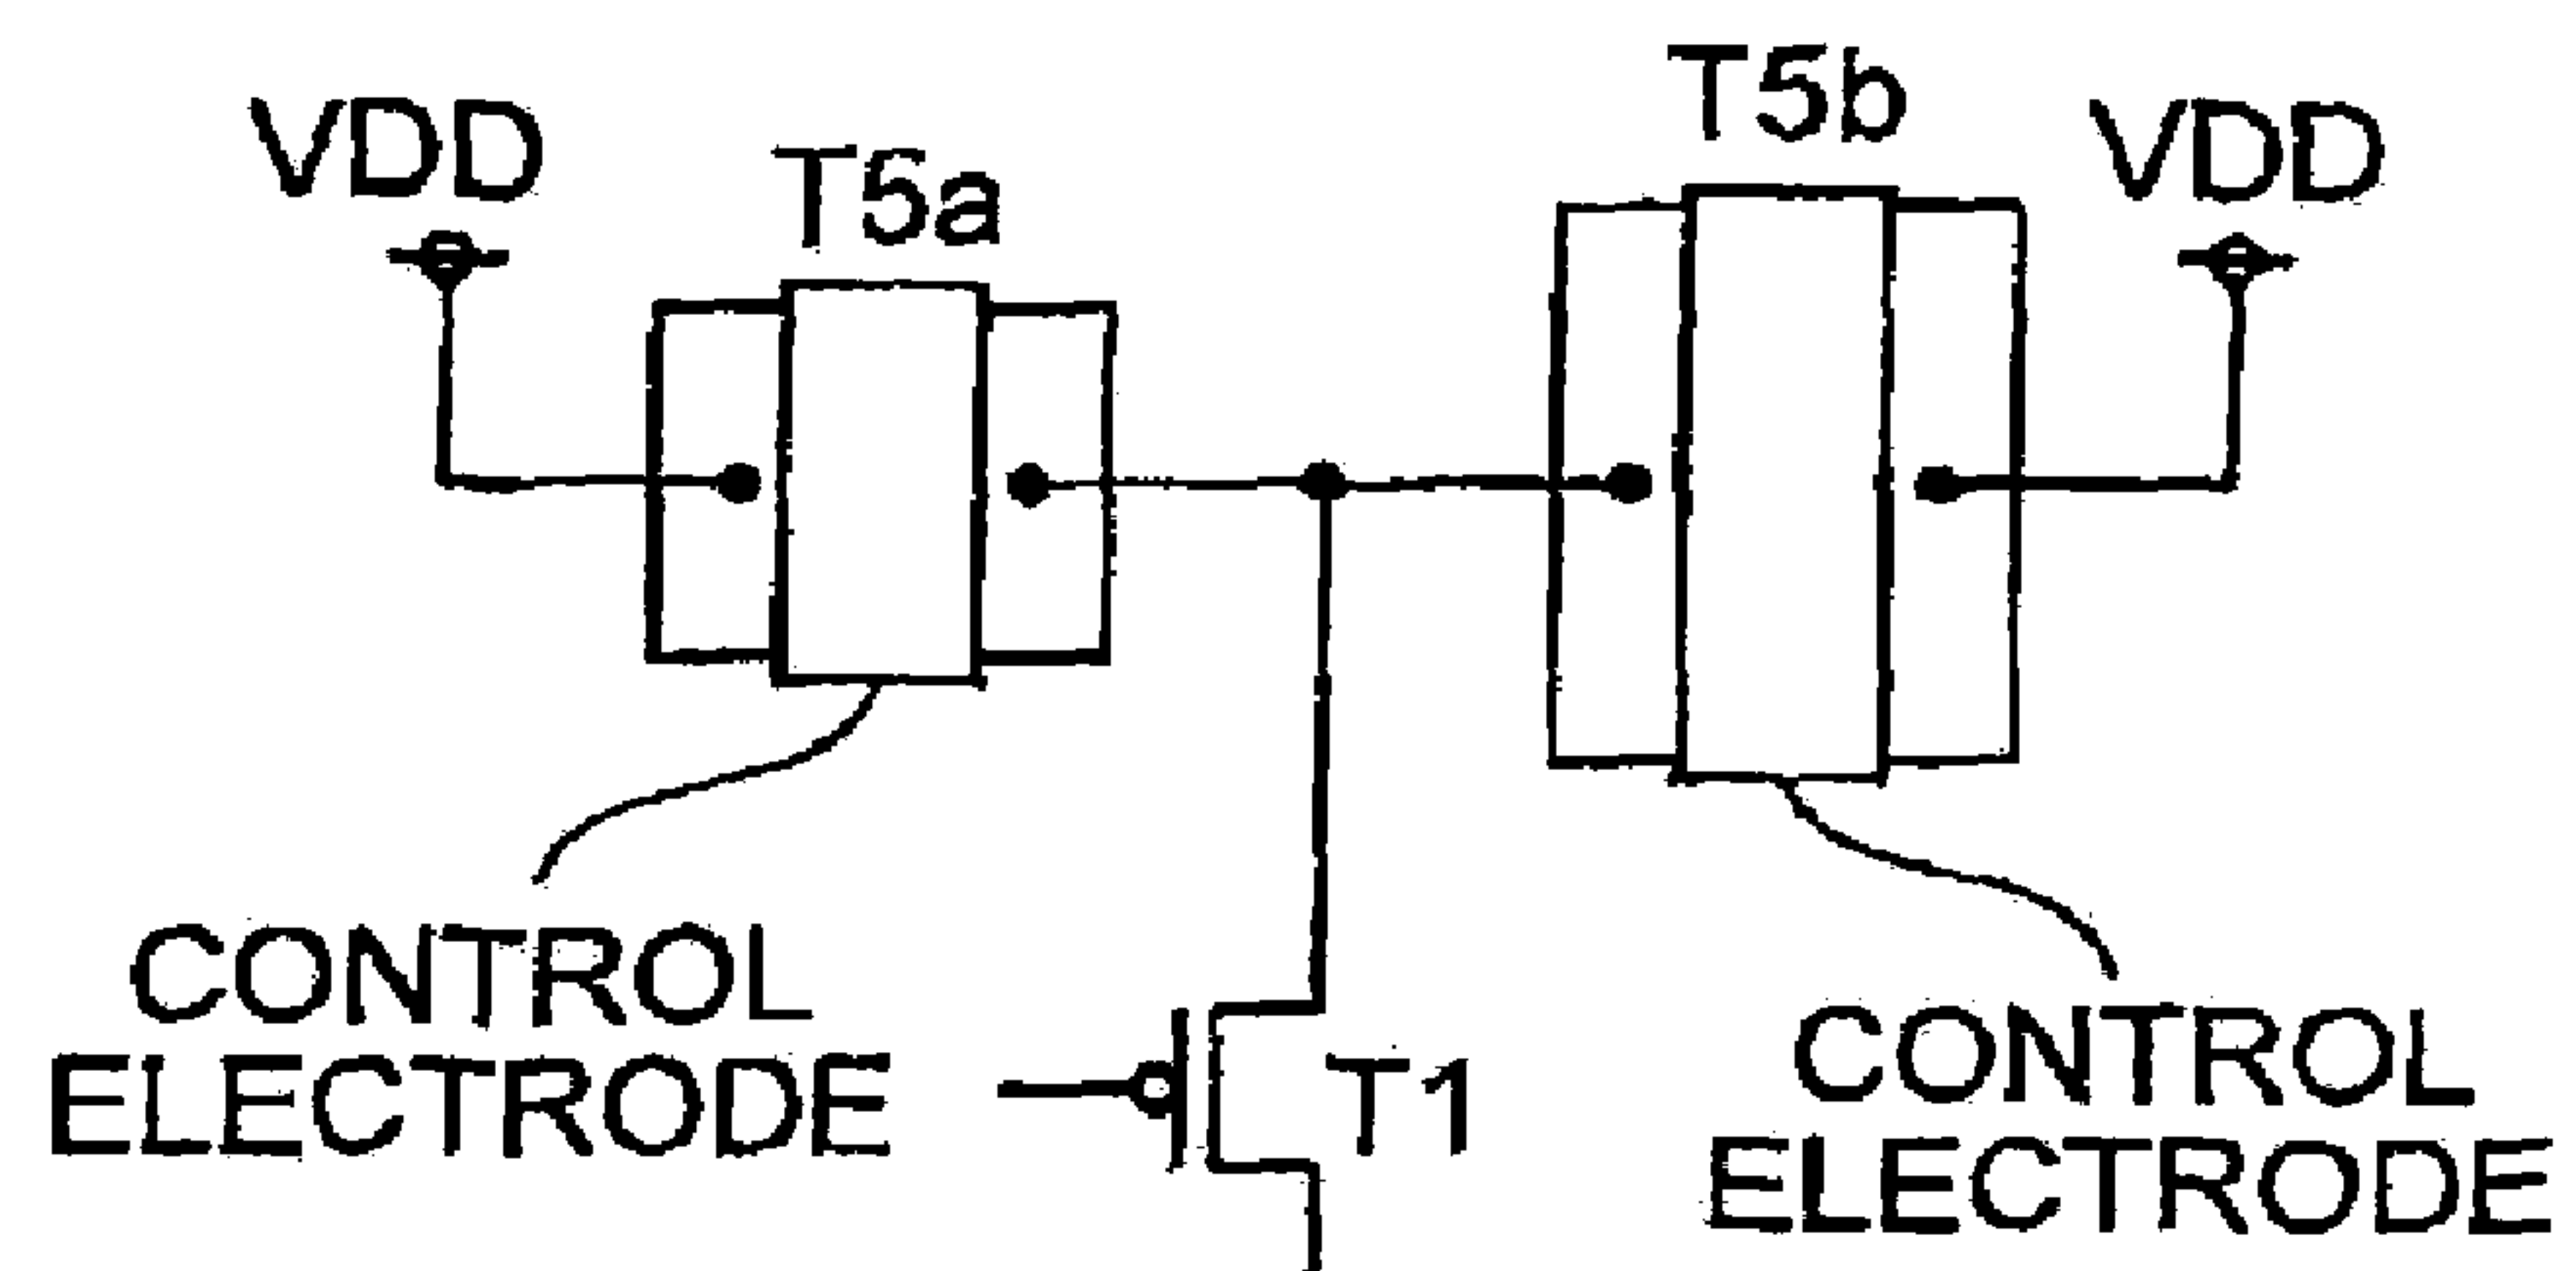 VDD
T5a
T5b
VDD
CONTROL
ELECTRODE
T1
CONTROL
ELECTRODE